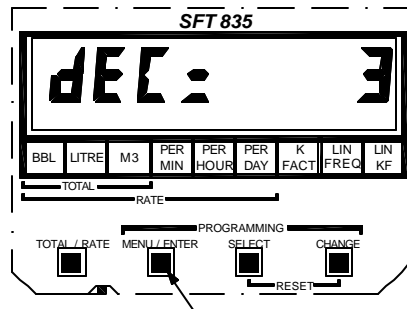 SFT 835
dEC= 3
BBL LITRE M3 PER MIN PER HOUR PER DAY K FACT LIN FREQ LIN KF
TOTAL
RATE
PROGRAMMING
TOTAL / RATE MENU / ENTER SELECT CHANGE
RESET